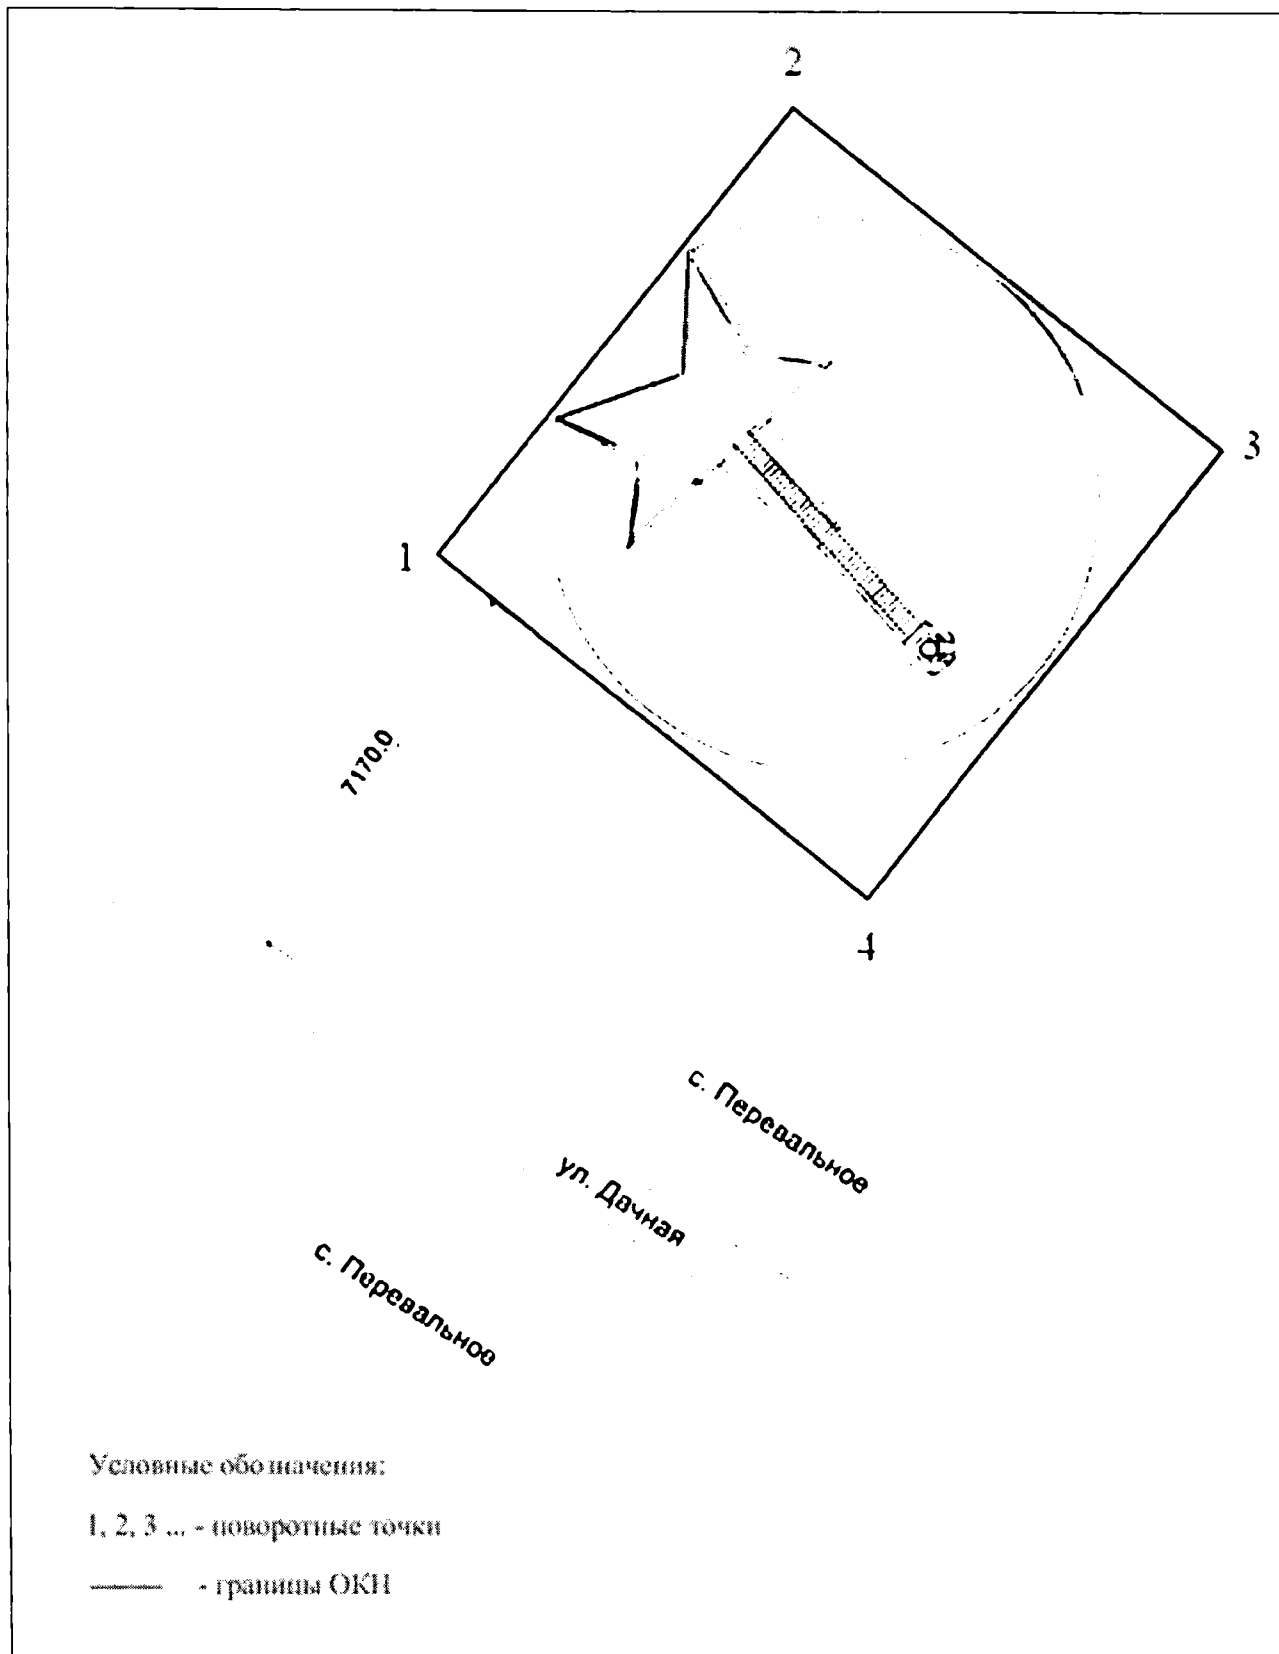 2
3
1
7170.0
4
с. Перевальное
ул. Дачная
с. Перевальное
Условные обозначения:
1, 2, 3 ... - поворотные точки
- границы ОКН